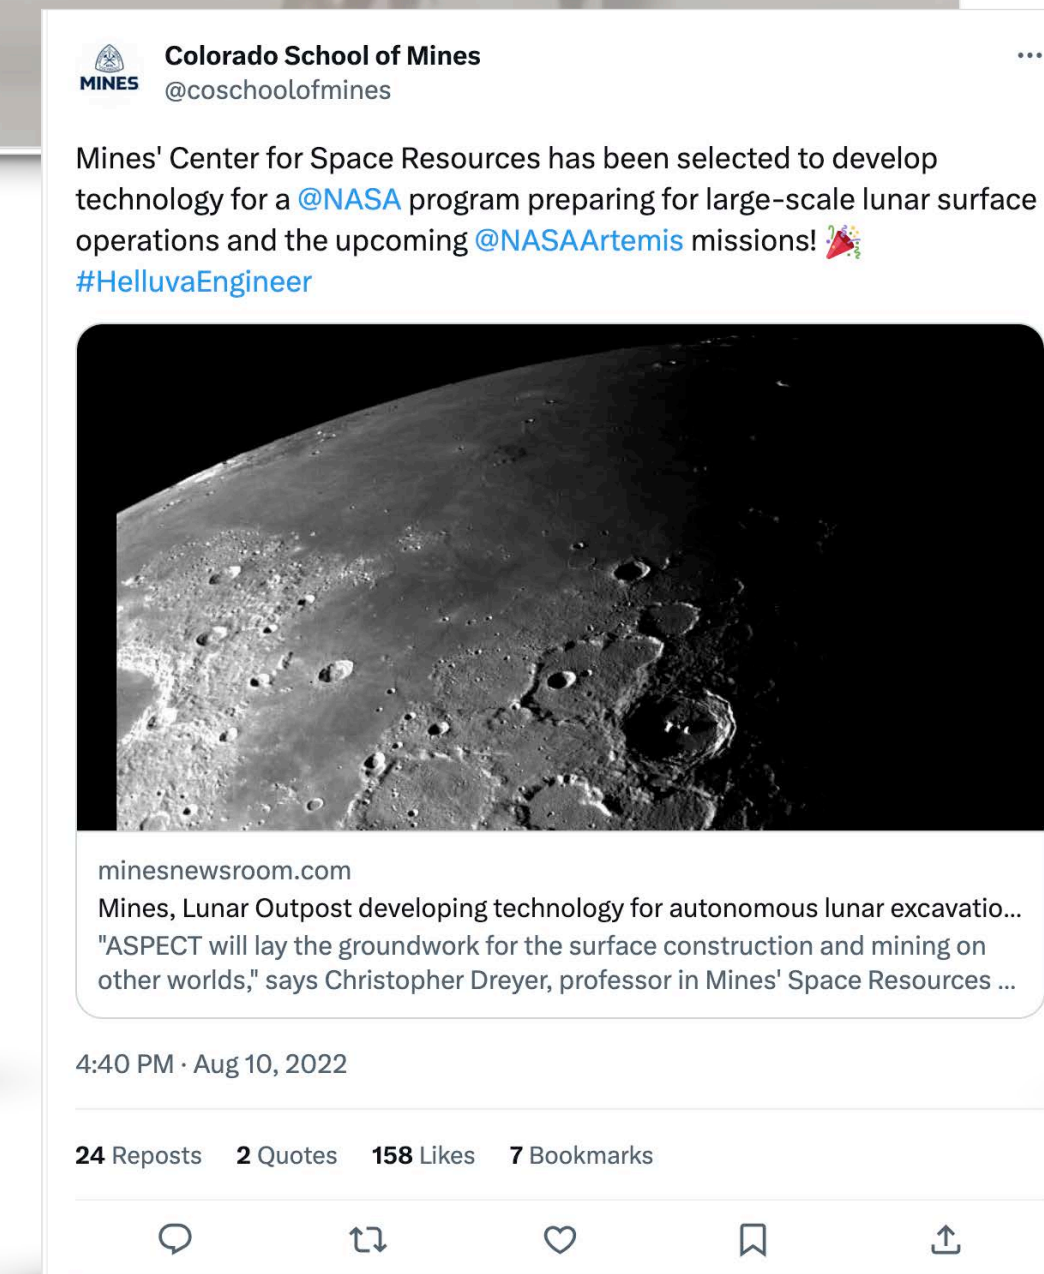 MINES
Colorado School of Mines
@coschoolofmines
Mines' Center for Space Resources has been selected to develop
technology for a @NASA program preparing for large-scale lunar surface
operations and the upcoming @NASAArtemis missions! 🎉
#HelluvaEngineer
minesnewsroom.com
Mines, Lunar Outpost developing technology for autonomous lunar excavatio...
"ASPECT will lay the groundwork for the surface construction and mining on
other worlds," says Christopher Dreyer, professor in Mines' Space Resources ...
4:40 PM · Aug 10, 2022
24 Reposts 2 Quotes 158 Likes 7 Bookmarks